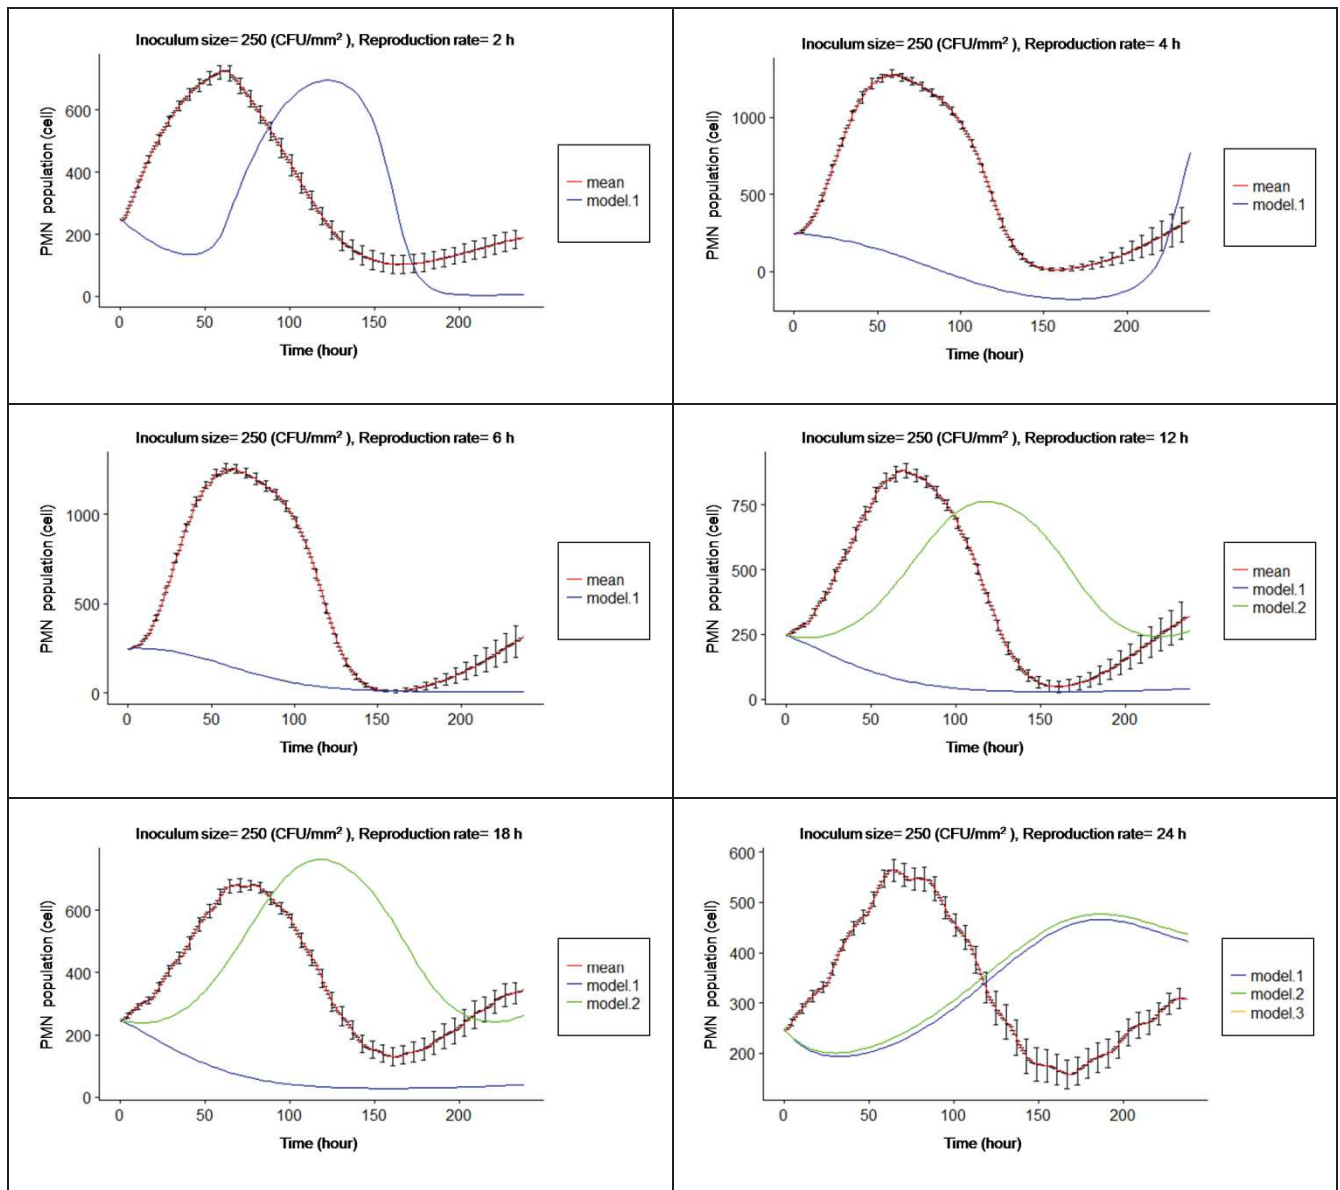 Inoculum size= 250 (CFU/mm²), Reproduction rate= 2 h
PMN population (cell)
600
400
200
0
0 50 100 150 200
Time (hour)
mean
model.1
Inoculum size= 250 (CFU/mm²), Reproduction rate= 4 h
PMN population (cell)
1000
500
0
0 50 100 150 200
Time (hour)
mean
model.1
Inoculum size= 250 (CFU/mm²), Reproduction rate= 6 h
PMN population (cell)
1000
500
0
0 50 100 150 200
Time (hour)
mean
model.1
Inoculum size= 250 (CFU/mm²), Reproduction rate= 12 h
PMN population (cell)
750
500
250
0
0 50 100 150 200
Time (hour)
mean
model.1
model.2
Inoculum size= 250 (CFU/mm²), Reproduction rate= 18 h
PMN population (cell)
600
400
200
0
0 50 100 150 200
Time (hour)
mean
model.1
model.2
Inoculum size= 250 (CFU/mm²), Reproduction rate= 24 h
PMN population (cell)
600
500
400
300
200
0 50 100 150 200
Time (hour)
model.1
model.2
model.3